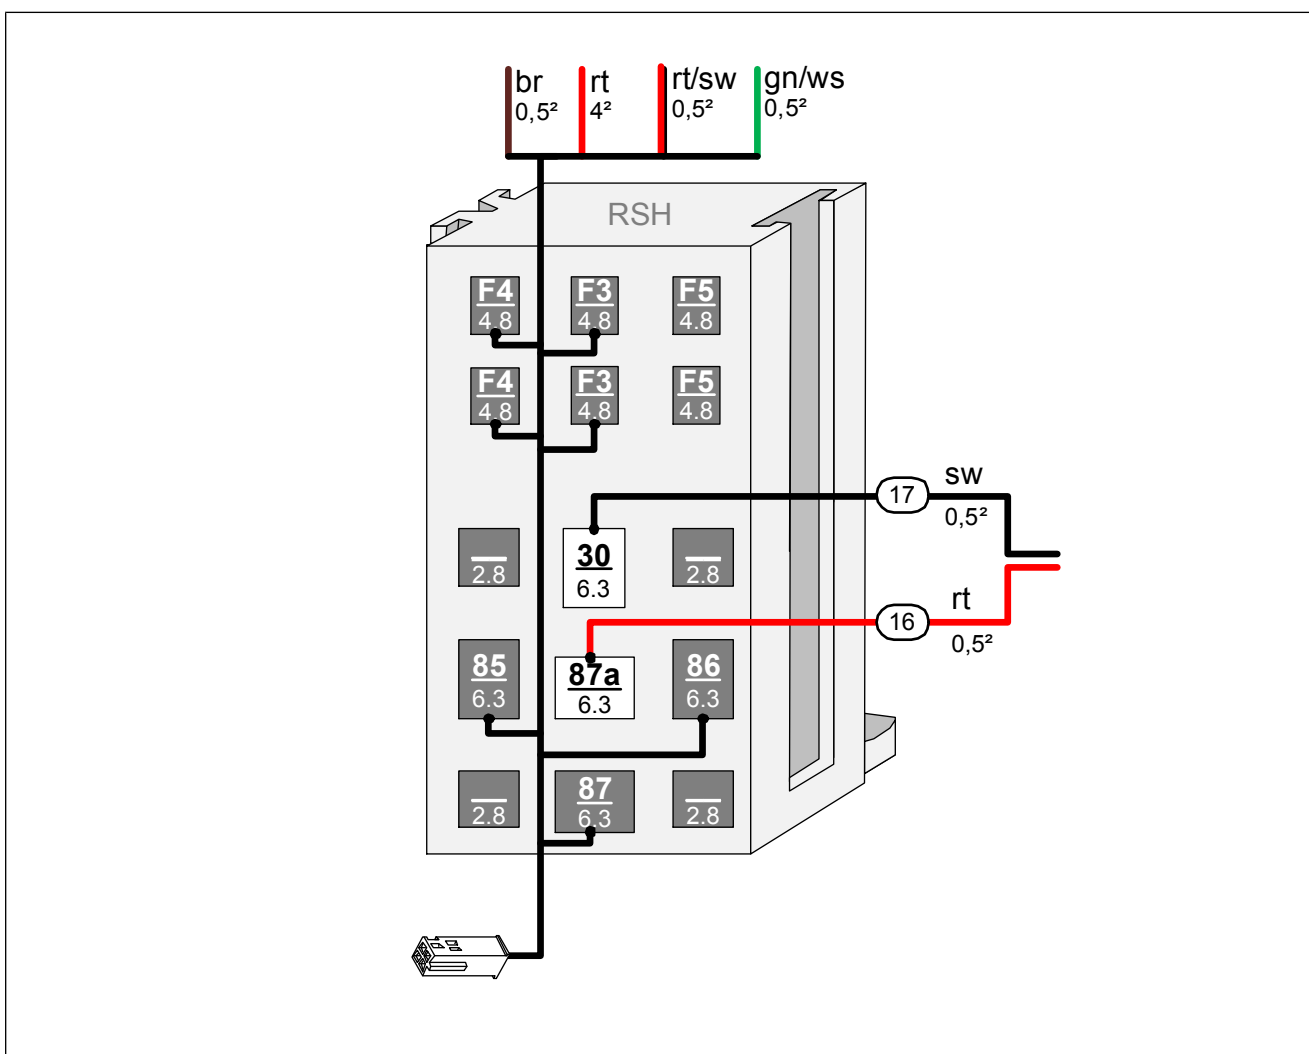 br rt rt/sw gn/ws
0,5² 4² 0,5² 0,5²
RSH
F4 F3 F5
4.8 4.8 4.8
F4 F3 F5
4.8 4.8 4.8
17 sw
0,5²
30
2.8 6.3 2.8
16 rt
0,5²
85 87a 86
6.3 6.3 6.3
87
2.8 6.3 2.8